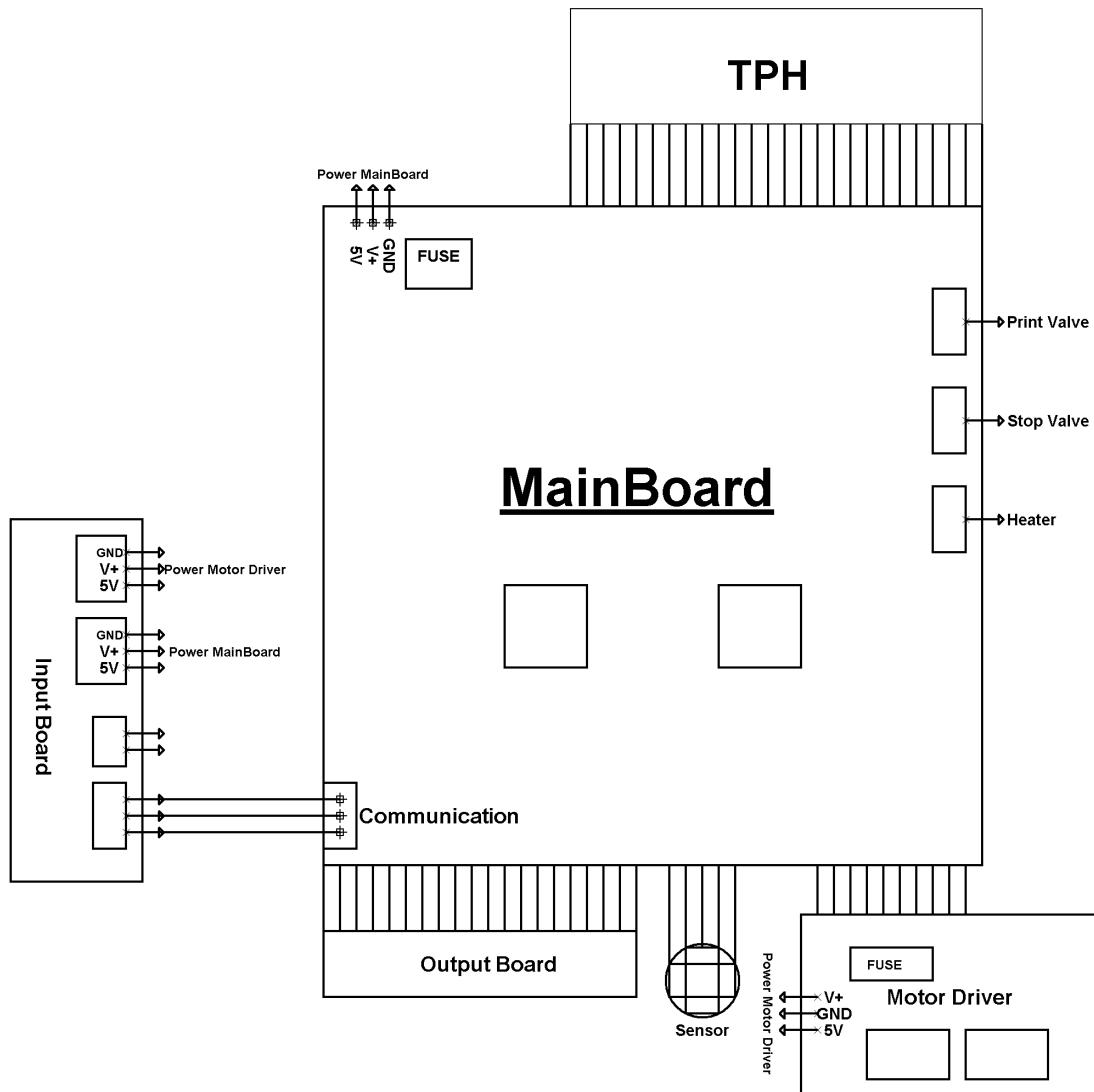 TPH
Power MainBoard
5V
V+
GND
FUSE
Print Valve
Stop Valve
MainBoard
Heater
GND
V+
5V
Power Motor Driver
GND
V+
5V
Power MainBoard
Input Board
Communication
Output Board
Sensor
Power Motor Driver
FUSE
Motor Driver
V+
GND
5V